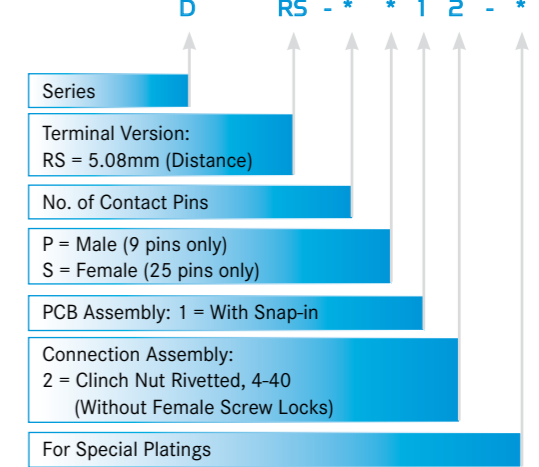 D RS - * * 1 2 - *
Series
Terminal Version:
RS = 5.08mm (Distance)
No. of Contact Pins
P = Male (9 pins only)
S = Female (25 pins only)
PCB Assembly: 1 = With Snap-in
Connection Assembly:
2 = Clinch Nut Rivetted, 4-40
(Without Female Screw Locks)
For Special Platings